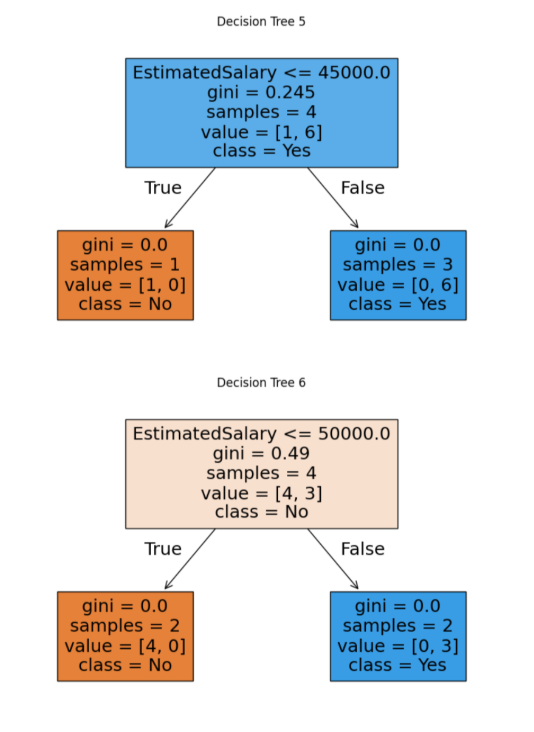 Decision Tree 5
EstimatedSalary <= 45000.0
gini = 0.245
samples = 4
value = [1, 6]
class = Yes
True
False
gini = 0.0
samples = 1
value = [1, 0]
class = No
gini = 0.0
samples = 3
value = [0, 6]
class = Yes
Decision Tree 6
EstimatedSalary <= 50000.0
gini = 0.49
samples = 4
value = [4, 3]
class = No
True
False
gini = 0.0
samples = 2
value = [4, 0]
class = No
gini = 0.0
samples = 2
value = [0, 3]
class = Yes